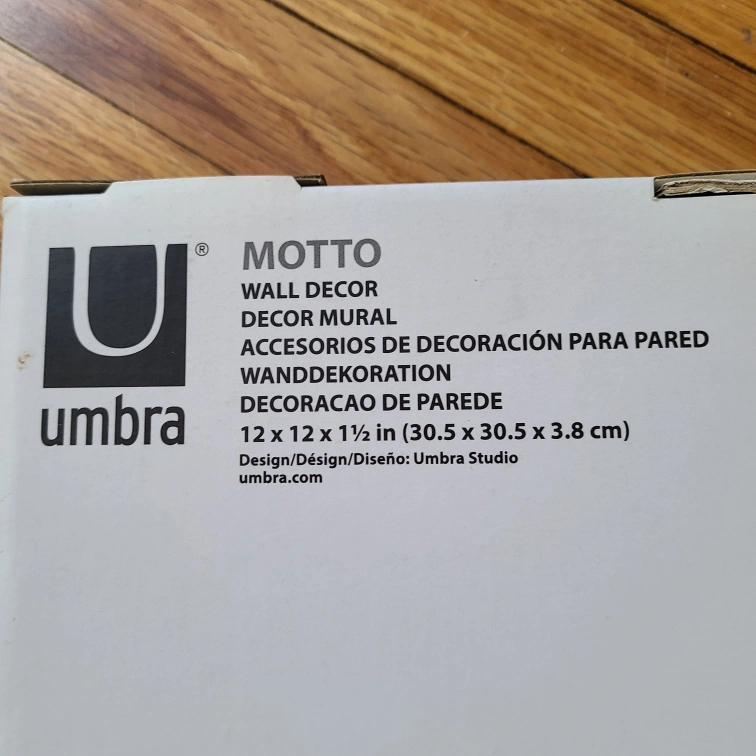 U®
umbra
MOTTO
WALL DECOR
DECOR MURAL
ACCESORIOS DE DECORACIÓN PARA PARED
WANDDEKORATION
DECORACAO DE PAREDE
12 x 12 x 1½ in (30.5 x 30.5 x 3.8 cm)
Design/Désign/Diseño: Umbra Studio
umbra.com